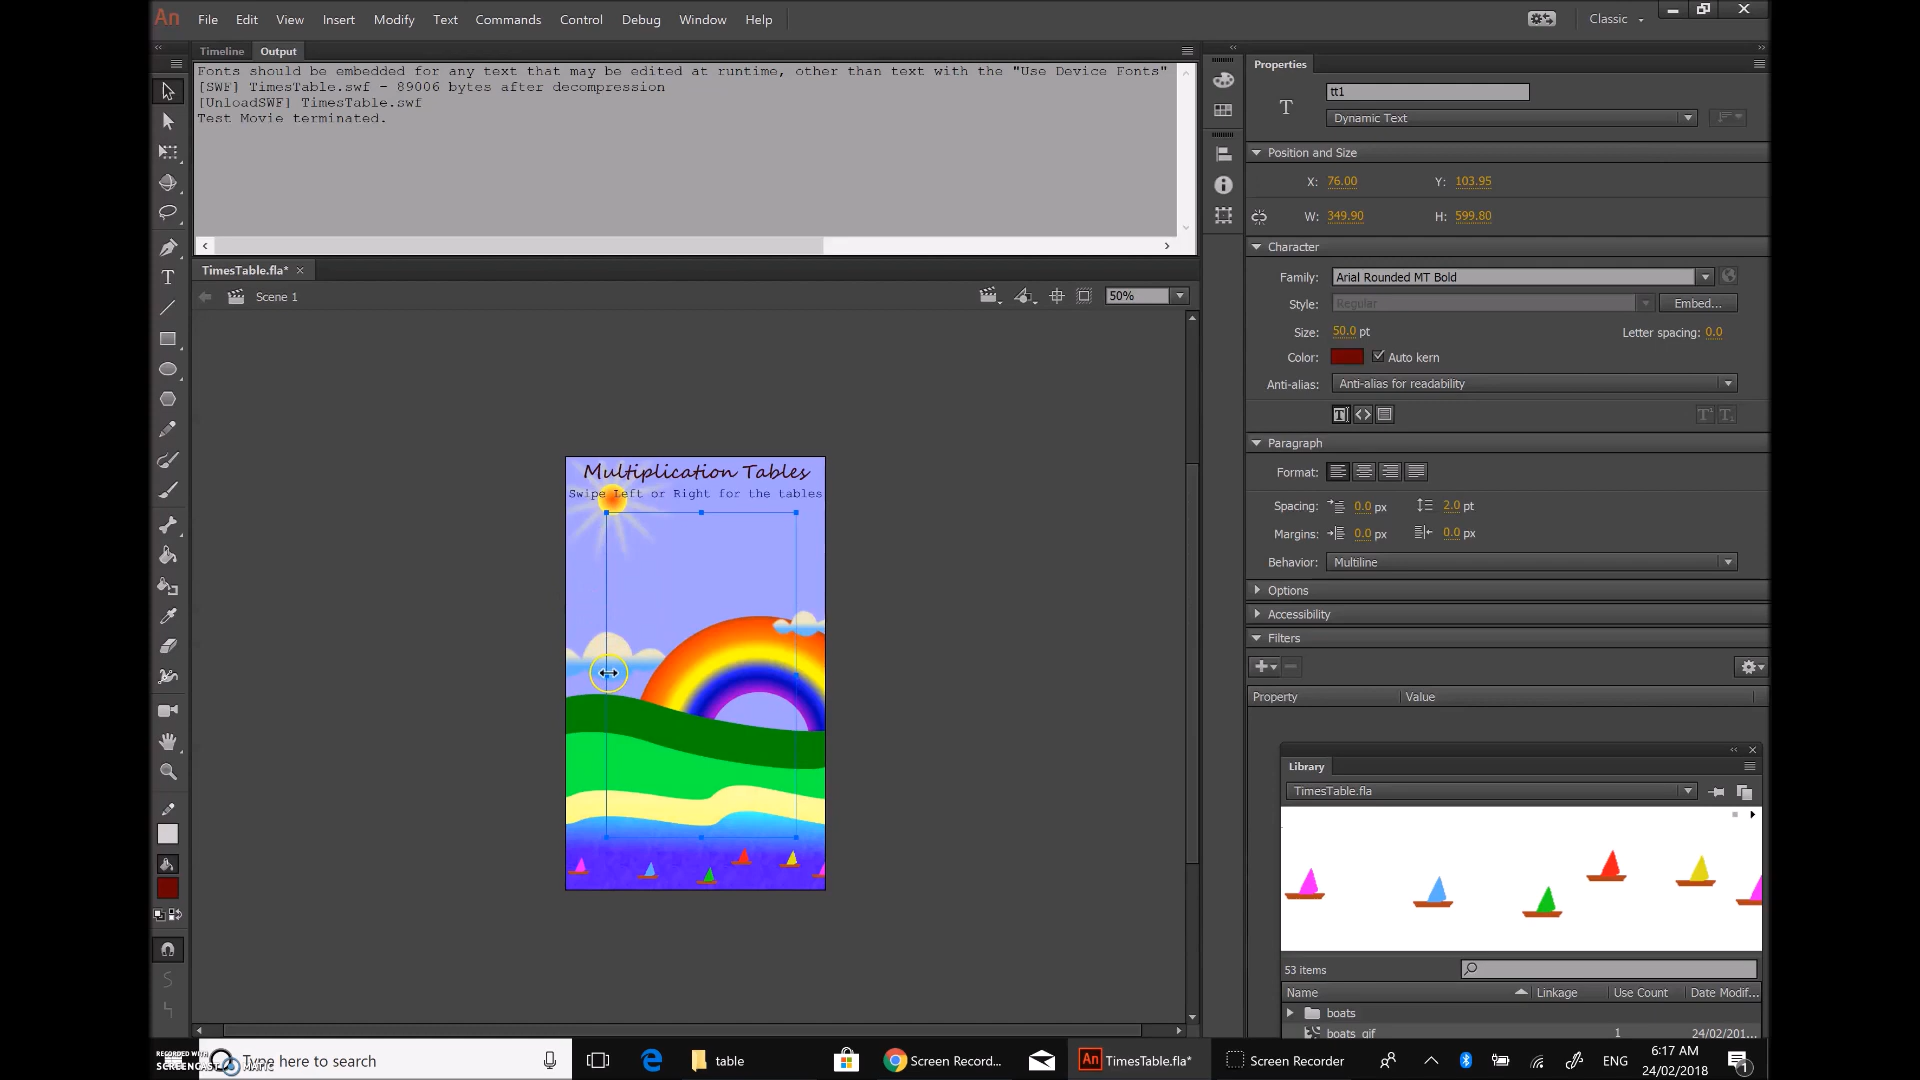 An File Edit View Insert Modify Text Commands Control Debug Window Help Classic
Timeline Output
Fonts should be embedded for any text that may be edited at runtime, other than text with the "Use Device Fonts"
[SWF] TimesTable.swf - 89006 bytes after decompression
[UnloadSWF] TimesTable.swf
Test Movie terminated.
TimesTable.fla*
Scene 1
50%
Multiplication Tables
Swipe Left or Right for the tables
Properties
T tt1
Dynamic Text
Position and Size
X: 76.00 Y: 103.95
W: 349.90 H: 599.80
Character
Family: Arial Rounded MT Bold
Style: Regular Embed...
Size: 50.0 pt Letter spacing: 0.0
Color: Auto kern
Anti-alias: Anti-alias for readability
Paragraph
Format:
Spacing: 0.0 px 2.0 pt
Margins: 0.0 px 0.0 px
Behavior: Multiline
Options
Accessibility
Filters
Property Value
Library
TimesTable.fla
53 items
Name Linkage Use Count Date Modif...
boats
boats gif 1 24/02/201...
RECORDED WITH
SCREENCAST MATIC
Type here to search
table
Screen Record...
An TimesTable.fla*
Screen Recorder
ENG
6:17 AM
24/02/2018
1